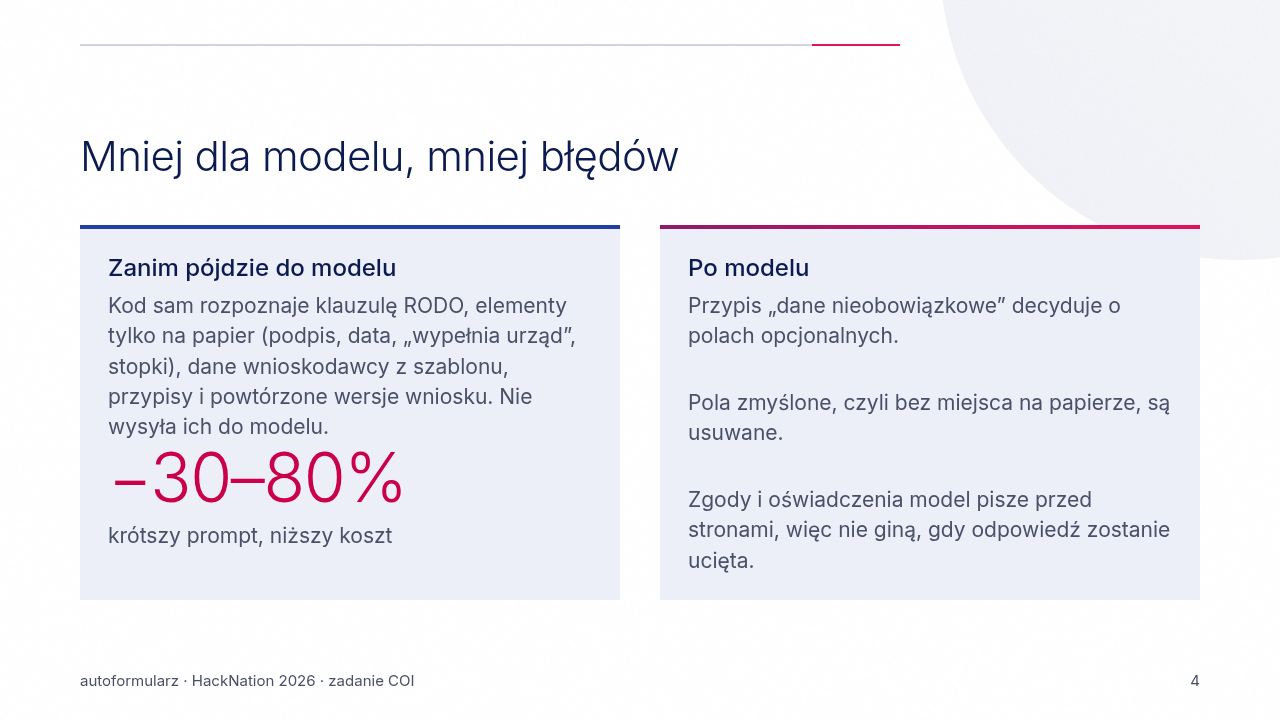 Mniej dla modelu, mniej błędów
Zanim pójdzie do modelu
Kod sam rozpoznaje klauzulę RODO, elementy
tylko na papier (podpis, data, „wypełnia urząd”,
stopki), dane wnioskodawcy z szablonu,
przypisy i powtórzone wersje wniosku. Nie
wysyła ich do modelu.
−30–80%
krótszy prompt, niższy koszt
Po modelu
Przypis „dane nieobowiązkowe” decyduje o
polach opcjonalnych.
Pola zmyślone, czyli bez miejsca na papierze, są
usuwane.
Zgody i oświadczenia model pisze przed
stronami, więc nie giną, gdy odpowiedź zostanie
ucięta.
autoformularz · HackNation 2026 · zadanie COI
4